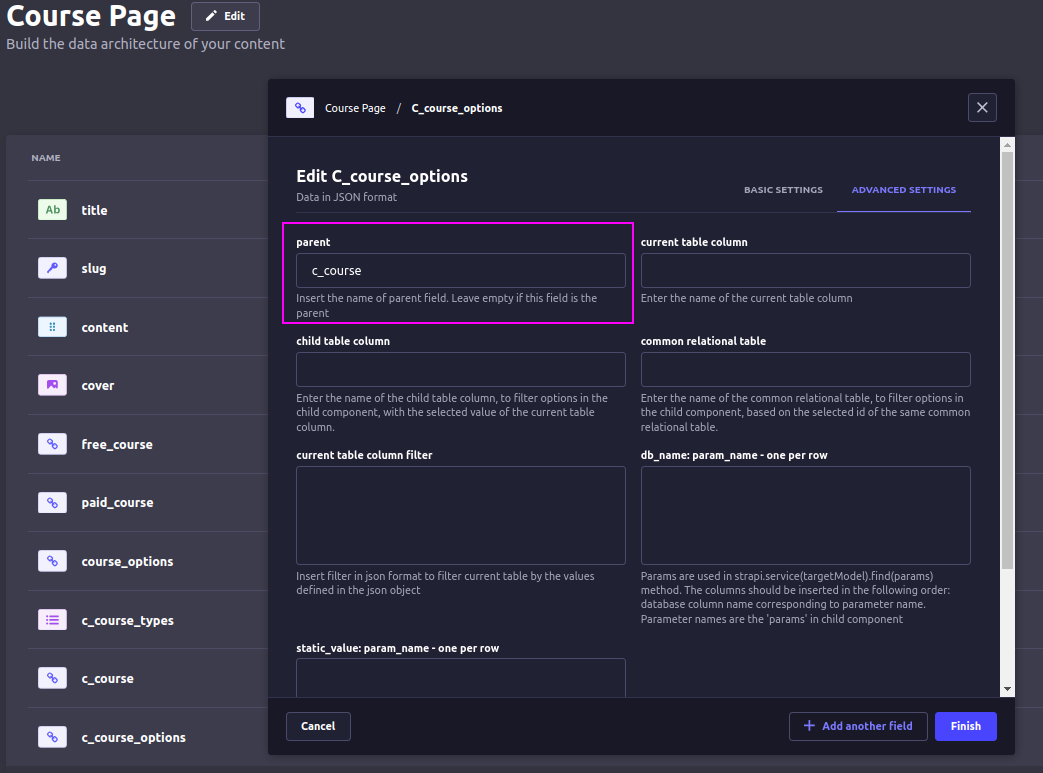 Course Page
Edit
Build the data architecture of your content
Course Page / C_course_options
NAME
Ab title
slug
content
cover
free_course
paid_course
course_options
c_course_types
c_course
c_course_options
Edit C_course_options
Data in JSON format
BASIC SETTINGS
ADVANCED SETTINGS
parent
c_course
Insert the name of parent field. Leave empty if this field is the
parent
current table column
Enter the name of the current table column
child table column
Enter the name of the child table column, to filter options in the
child component, with the selected value of the current table
column.
common relational table
Enter the name of the common relational table, to filter options in
the child component, based on the selected id of the same common
relational table.
current table column filter
Insert filter in json format to filter current table by the values
defined in the json object
db_name: param_name - one per row
Params are used in strapi.service(targetModel).find(params)
method. The columns should be inserted in the following order:
database column name corresponding to parameter name.
Parameter names are the 'params' in child component
static_value: param_name - one per row
Cancel
Add another field
Finish